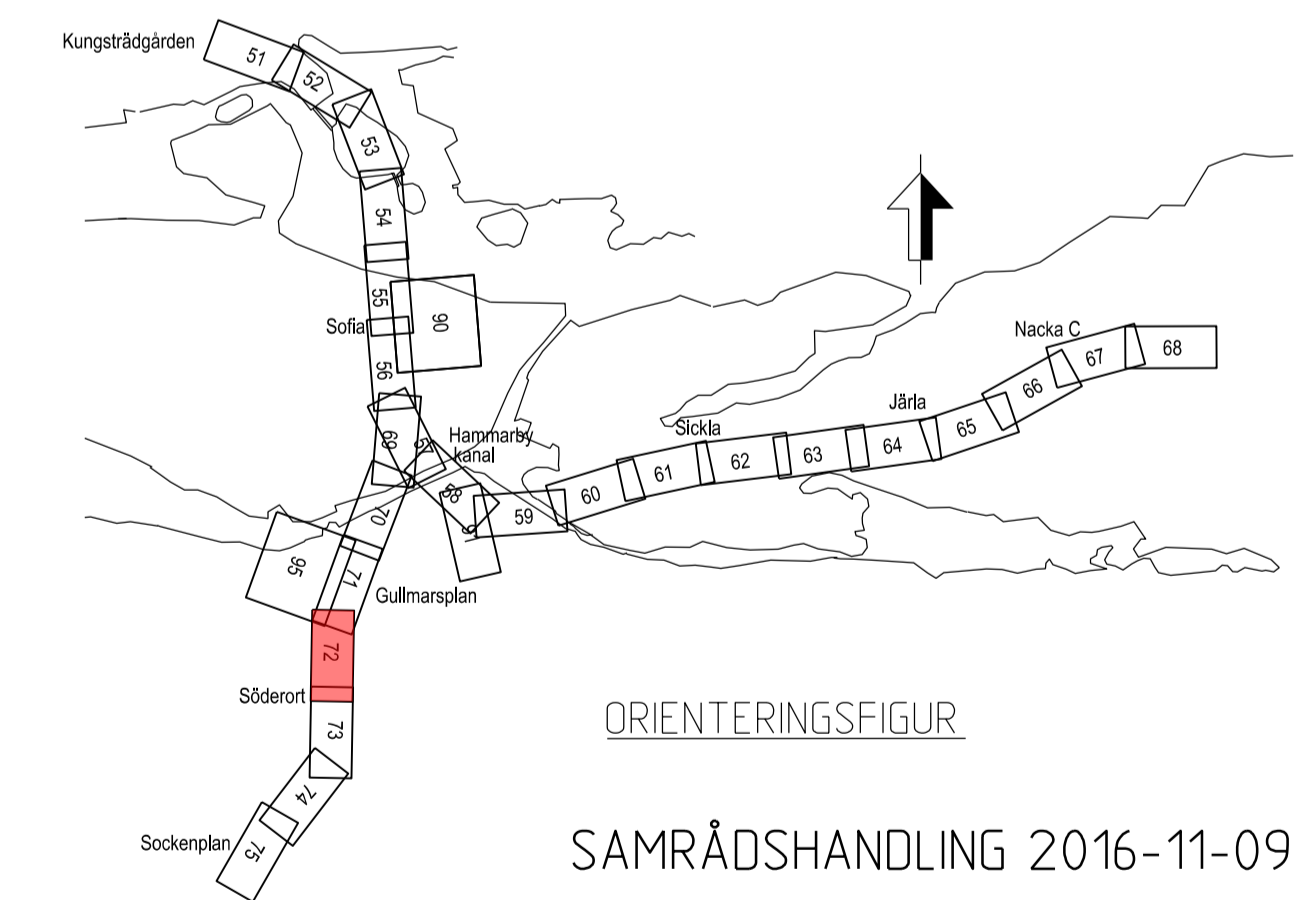 Kungsträdgården
51
52
53
54
55
Sofia
90
56
69
57
Hammarby
kanal
58
59
60
61
Sickla
62
63
64
Järla
65
66
67
Nacka C
68
70
71
95
Gullmarsplan
72
Söderort
73
74
75
Sockenplan
ORIENTERINGSFIGUR
SAMRÅDSHANDLING 2016-11-09